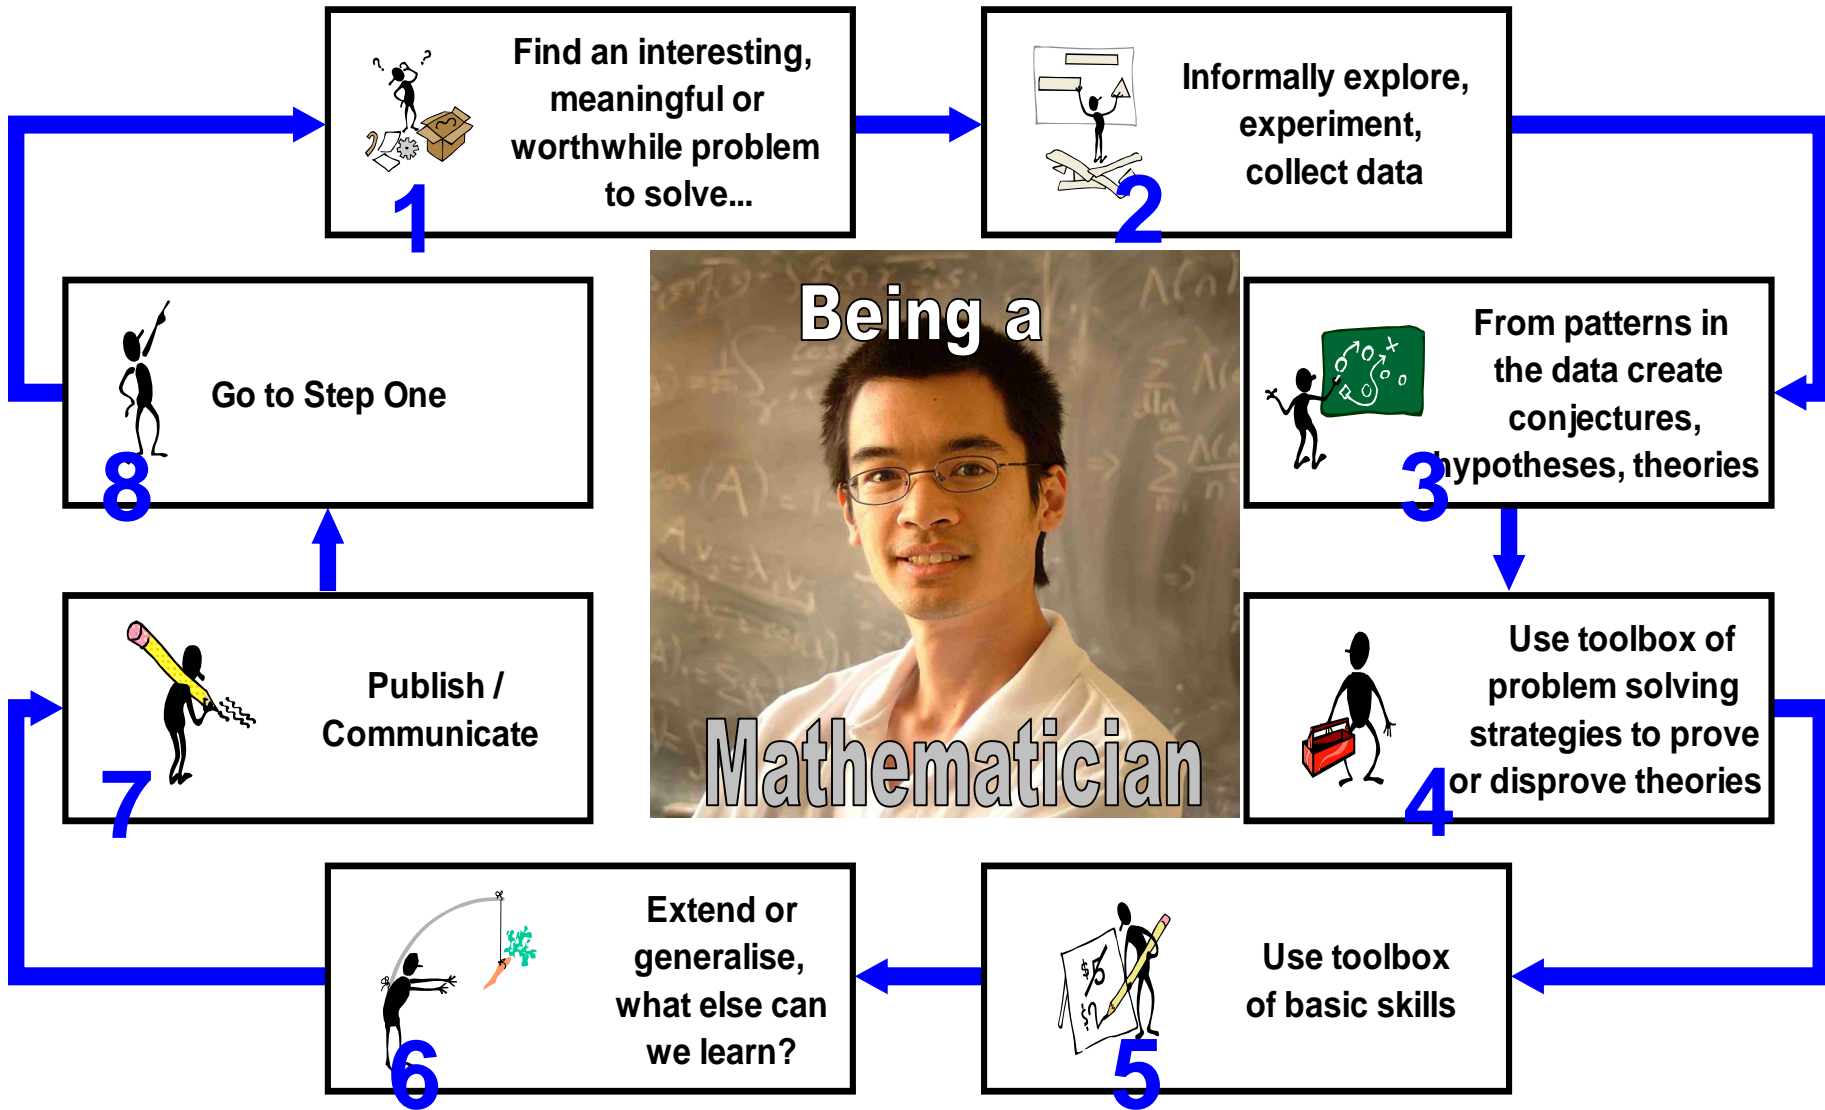 Find an interesting,
meaningful or
worthwhile problem
to solve...
1
Informally explore,
experiment,
collect data
2
From patterns in
the data create
conjectures,
hypotheses, theories
3
Use toolbox of
problem solving
strategies to prove
or disprove theories
4
Use toolbox
of basic skills
5
Extend or
generalise,
what else can
we learn?
6
Publish /
Communicate
7
Go to Step One
8
Being a
Mathematician